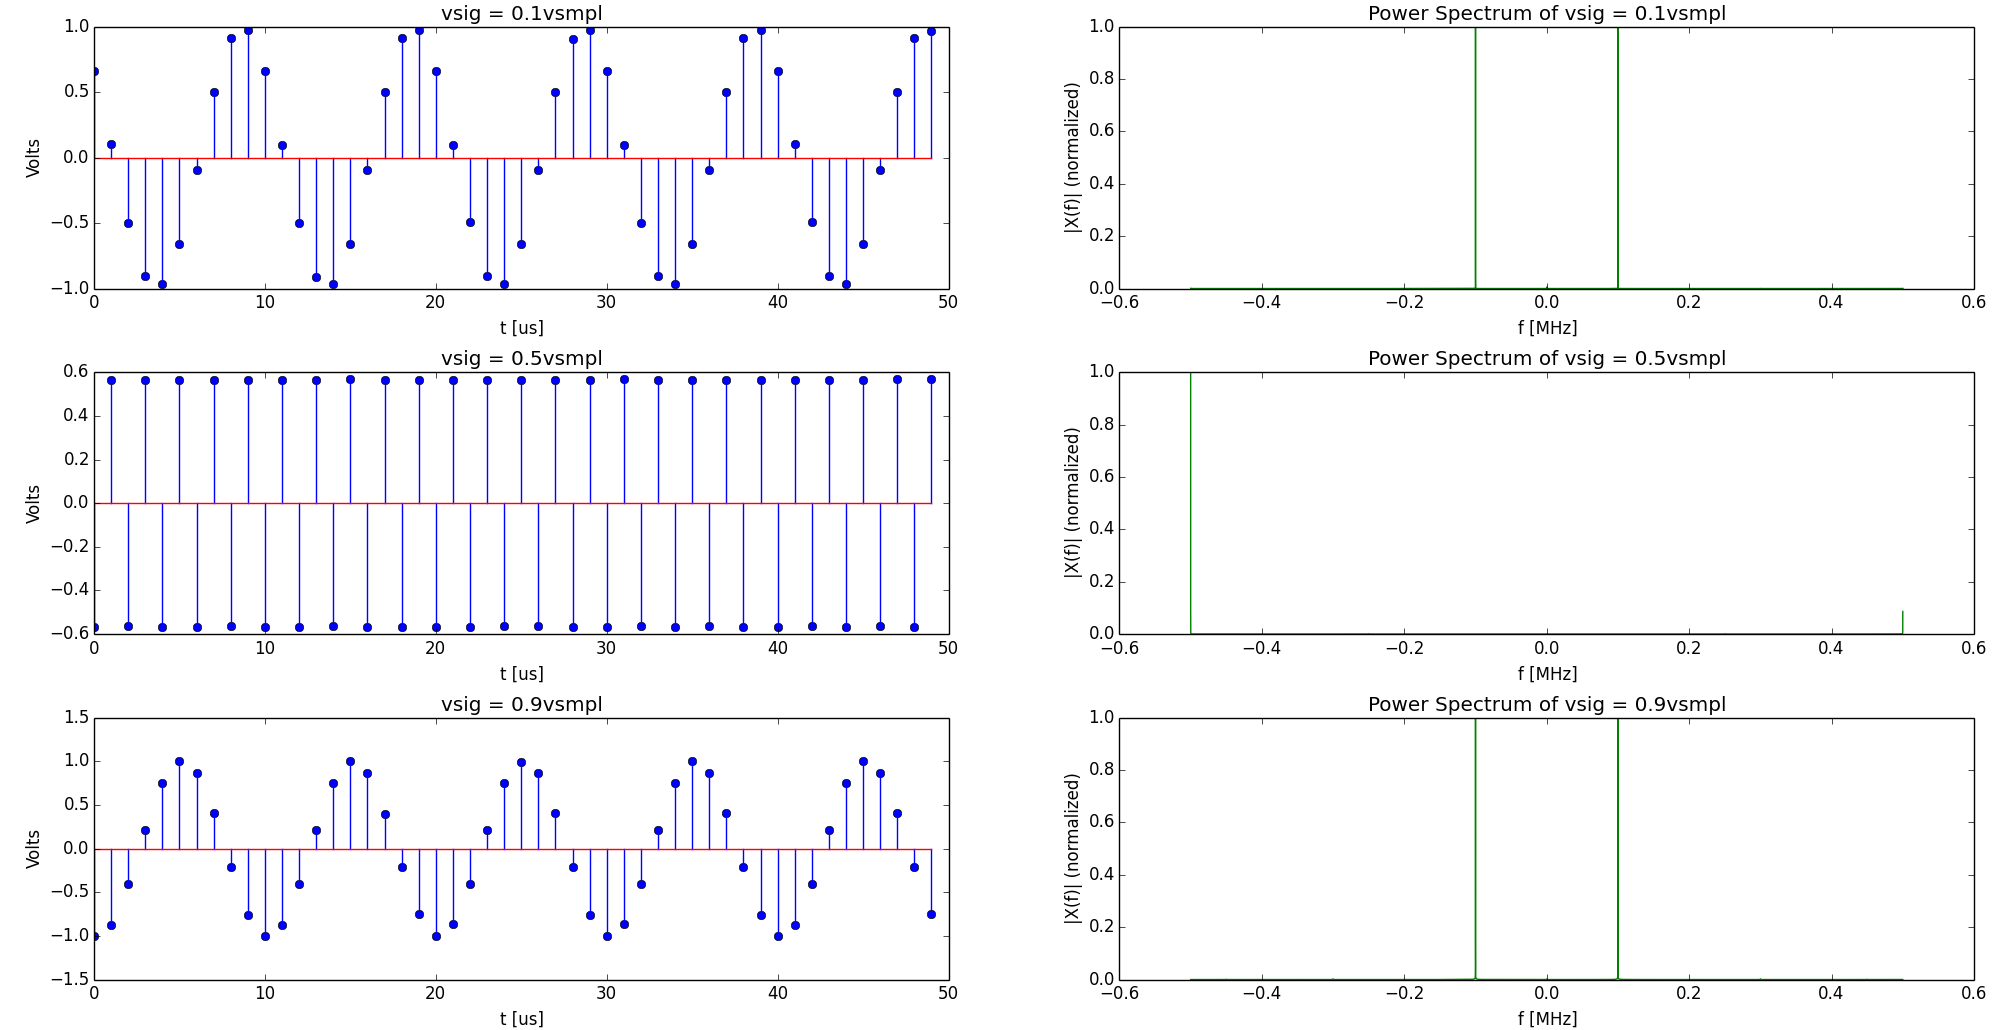 vsig = 0.1vsmpl
1.0
0.5
0.0
−0.5
−1.0
Volts
0 10 20 30 40 50
t [us]
Power Spectrum of vsig = 0.1vsmpl
1.0
0.8
0.6
0.4
0.2
0.0
|X(f)| (normalized)
−0.6 −0.4 −0.2 0.0 0.2 0.4 0.6
f [MHz]
vsig = 0.5vsmpl
0.6
0.4
0.2
0.0
−0.2
−0.4
−0.6
Volts
0 10 20 30 40 50
t [us]
Power Spectrum of vsig = 0.5vsmpl
1.0
0.8
0.6
0.4
0.2
0.0
|X(f)| (normalized)
−0.6 −0.4 −0.2 0.0 0.2 0.4 0.6
f [MHz]
vsig = 0.9vsmpl
1.5
1.0
0.5
0.0
−0.5
−1.0
−1.5
Volts
0 10 20 30 40 50
t [us]
Power Spectrum of vsig = 0.9vsmpl
1.0
0.8
0.6
0.4
0.2
0.0
|X(f)| (normalized)
−0.6 −0.4 −0.2 0.0 0.2 0.4 0.6
f [MHz]